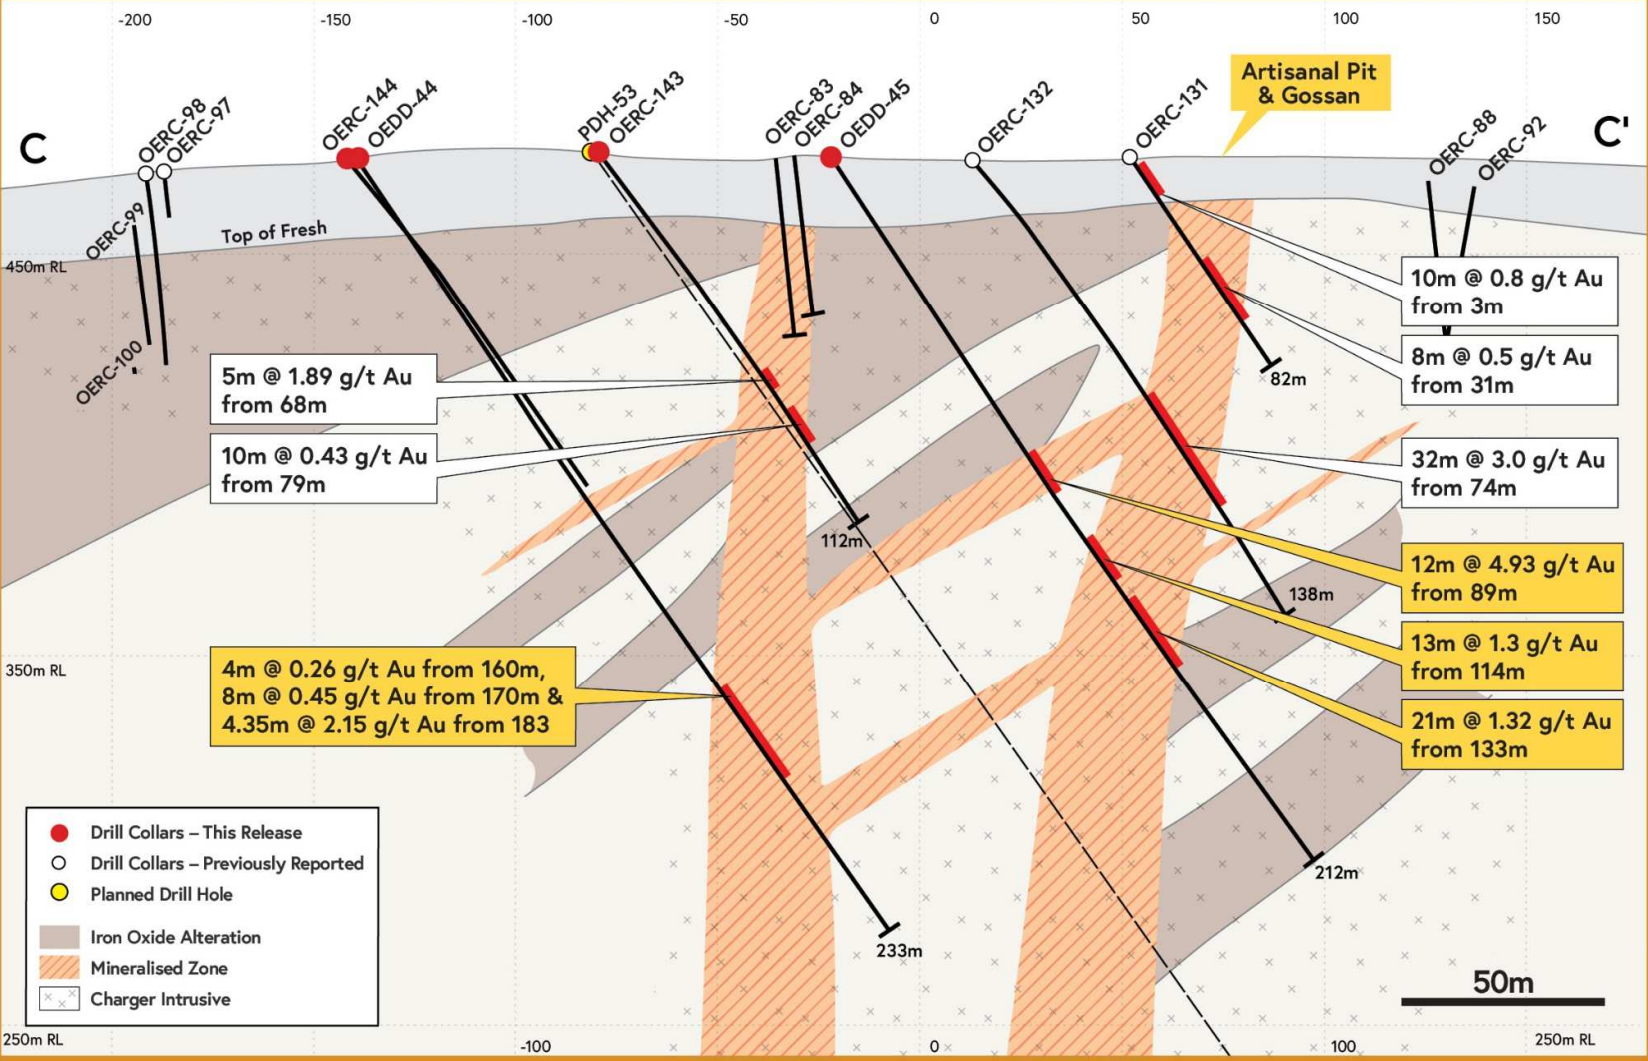 -200
-150
-100
-50
0
50
100
150
C
C'
OERC-98
OERC-97
OERC-144
OEDD-44
PDH-53
OERC-143
OERC-83
OERC-84
OEDD-45
OERC-132
OERC-131
Artisanal Pit
& Gossan
OERC-88
OERC-92
OERC-99
OERC-100
Top of Fresh
450m RL
10m @ 0.8 g/t Au
from 3m
8m @ 0.5 g/t Au
from 31m
82m
5m @ 1.89 g/t Au
from 68m
10m @ 0.43 g/t Au
from 79m
32m @ 3.0 g/t Au
from 74m
112m
12m @ 4.93 g/t Au
from 89m
138m
13m @ 1.3 g/t Au
from 114m
350m RL
4m @ 0.26 g/t Au from 160m,
8m @ 0.45 g/t Au from 170m &
4.35m @ 2.15 g/t Au from 183
21m @ 1.32 g/t Au
from 133m
212m
233m
Drill Collars – This Release
Drill Collars – Previously Reported
Planned Drill Hole
Iron Oxide Alteration
Mineralised Zone
Charger Intrusive
50m
250m RL
-100
0
100
250m RL